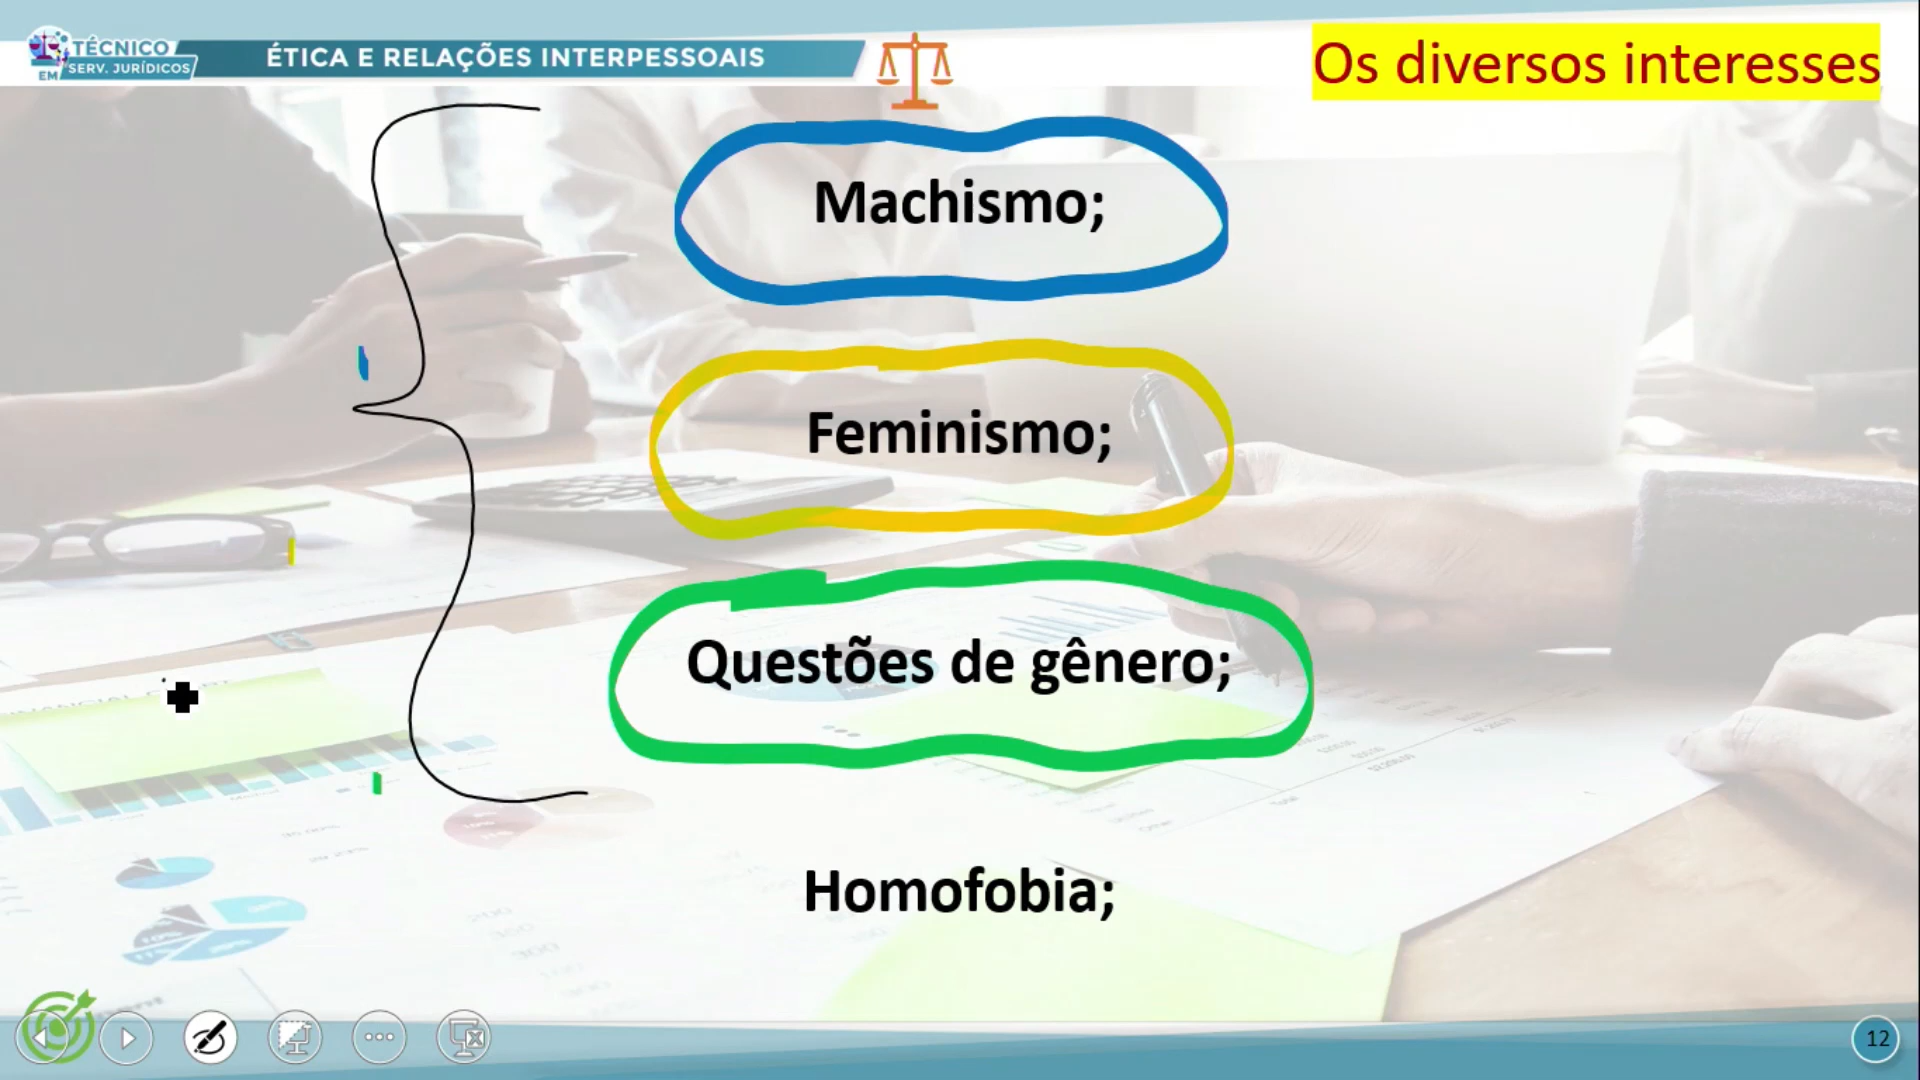 TÉCNICO
EM SERV. JURÍDICOS
ÉTICA E RELAÇÕES INTERPESSOAIS
Os diversos interesses
Machismo;
Feminismo;
Questões de gênero;
Homofobia;
12